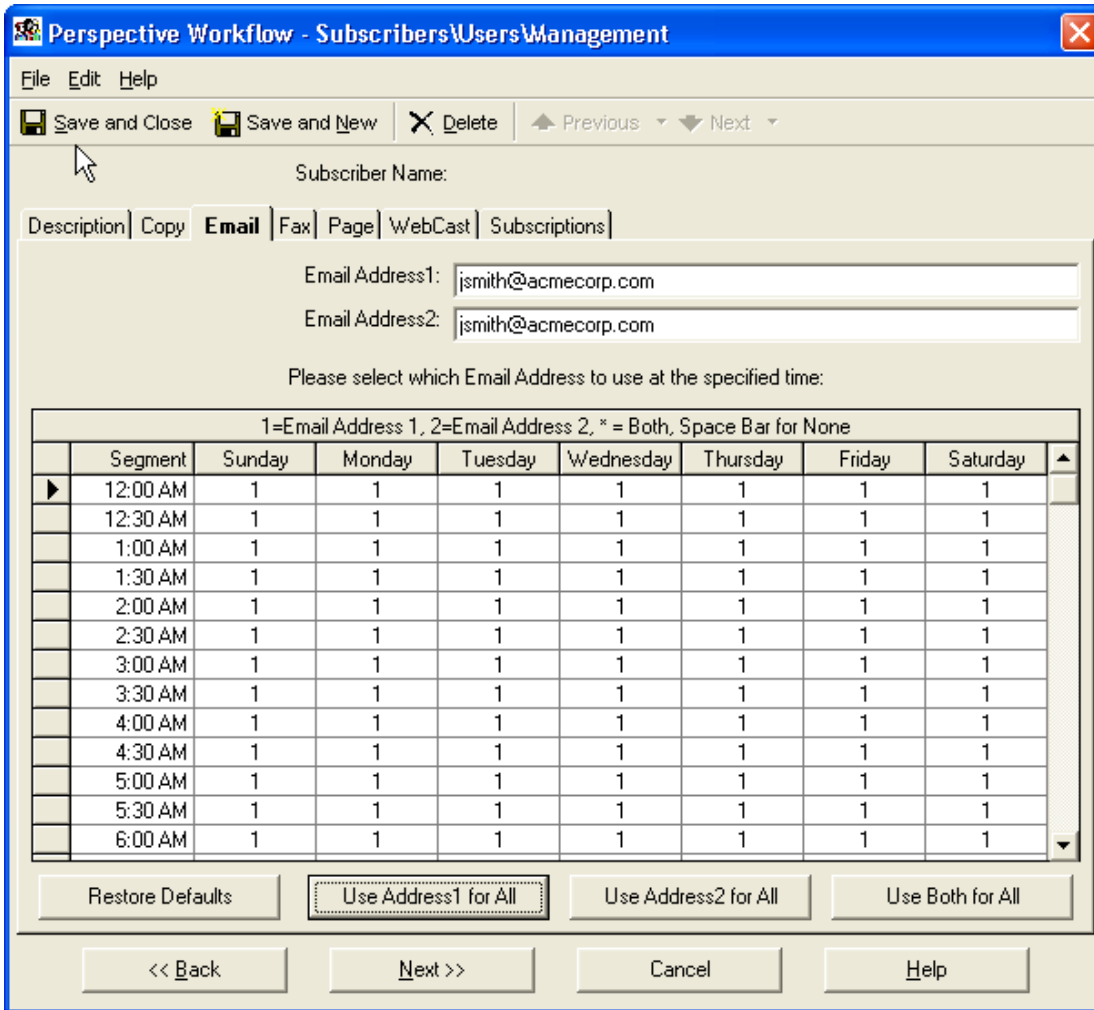 Perspective Workflow - Subscribers\Users\Management
File Edit Help
Save and Close Save and New Delete Previous Next
Subscriber Name:
Description Copy Email Fax Page WebCast Subscriptions
Email Address1: jsmith@acmecorp.com
Email Address2: jsmith@acmecorp.com
Please select which Email Address to use at the specified time:
1=Email Address 1, 2=Email Address 2, * = Both, Space Bar for None
Segment Sunday Monday Tuesday Wednesday Thursday Friday Saturday
12:00 AM 1 1 1 1 1 1 1
12:30 AM 1 1 1 1 1 1 1
1:00 AM 1 1 1 1 1 1 1
1:30 AM 1 1 1 1 1 1 1
2:00 AM 1 1 1 1 1 1 1
2:30 AM 1 1 1 1 1 1 1
3:00 AM 1 1 1 1 1 1 1
3:30 AM 1 1 1 1 1 1 1
4:00 AM 1 1 1 1 1 1 1
4:30 AM 1 1 1 1 1 1 1
5:00 AM 1 1 1 1 1 1 1
5:30 AM 1 1 1 1 1 1 1
6:00 AM 1 1 1 1 1 1 1
Restore Defaults Use Address1 for All Use Address2 for All Use Both for All
<< Back Next >> Cancel Help